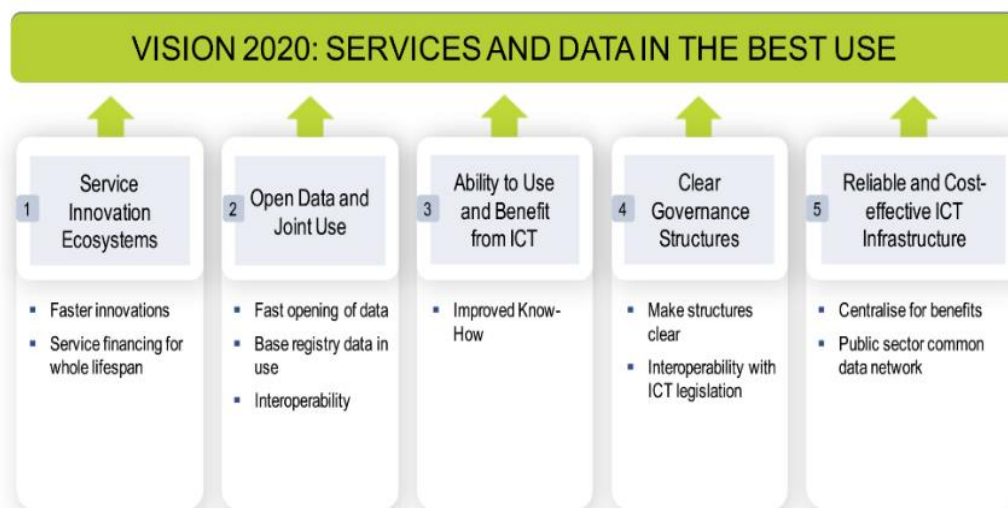 VISION 2020: SERVICES AND DATA IN THE BEST USE
1
Service
Innovation
Ecosystems
▪ Faster innovations
▪ Service financing for
whole lifespan
2
Open Data and
Joint Use
▪ Fast opening of data
▪ Base registry data in
use
▪ Interoperability
3
Ability to Use
and Benefit
from ICT
▪ Improved Know-
How
4
Clear
Governance
Structures
▪ Make structures
clear
▪ Interoperability with
ICT legislation
5
Reliable and Cost-
effective ICT
Infrastructure
▪ Centralise for benefits
▪ Public sector common
data network